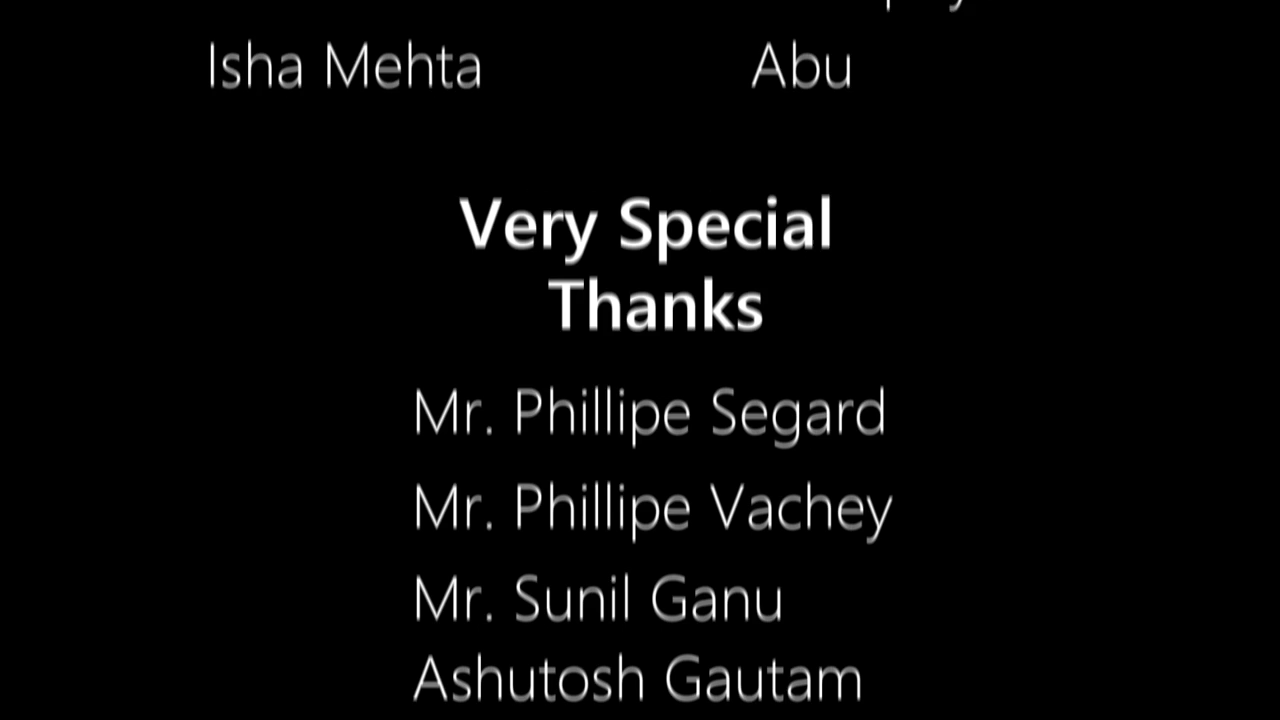 Isha Mehta Abu
Very Special
Thanks
Mr. Phillipe Segard
Mr. Phillipe Vachey
Mr. Sunil Ganu
Ashutosh Gautam